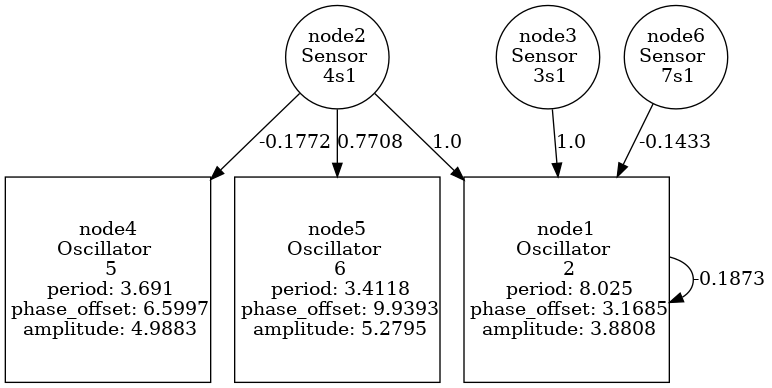 node2
Sensor
4s1
node3
Sensor
3s1
node6
Sensor
7s1
-0.1772
0.7708
1.0
1.0
-0.1433
node4
Oscillator
5
period: 3.691
phase_offset: 6.5997
amplitude: 4.9883
node5
Oscillator
6
period: 3.4118
phase_offset: 9.9393
amplitude: 5.2795
node1
Oscillator
2
period: 8.025
phase_offset: 3.1685
amplitude: 3.8808
-0.1873